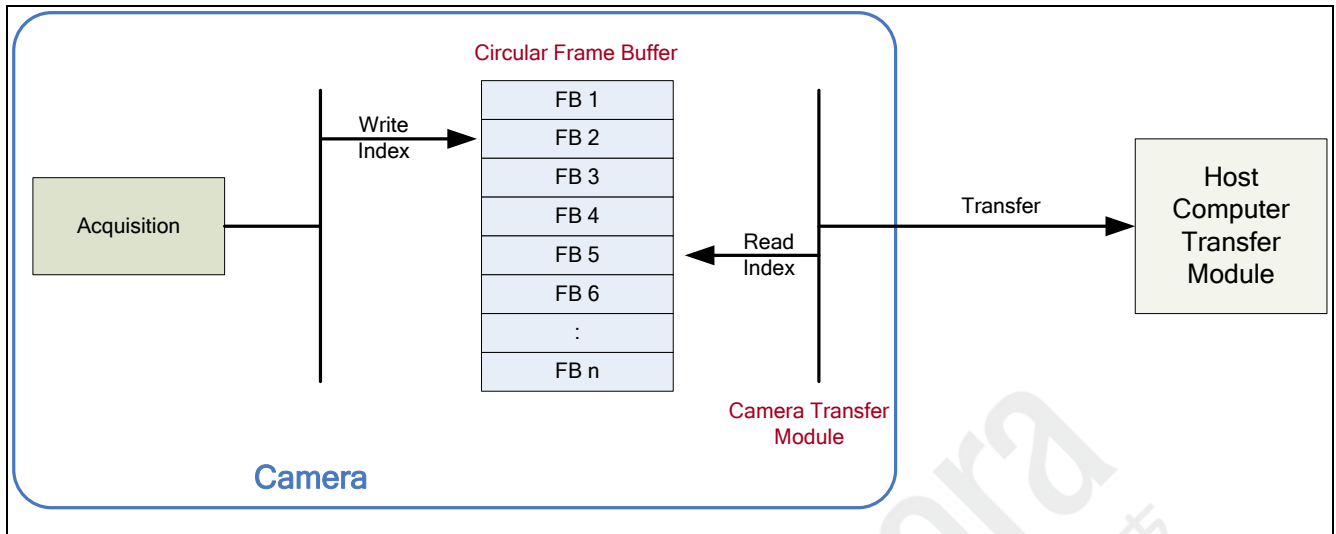 Circular Frame Buffer
FB 1
FB 2
FB 3
FB 4
FB 5
FB 6
:
FB n
Write
Index
Acquisition
Read
Index
Transfer
Host
Computer
Transfer
Module
Camera Transfer
Module
Camera